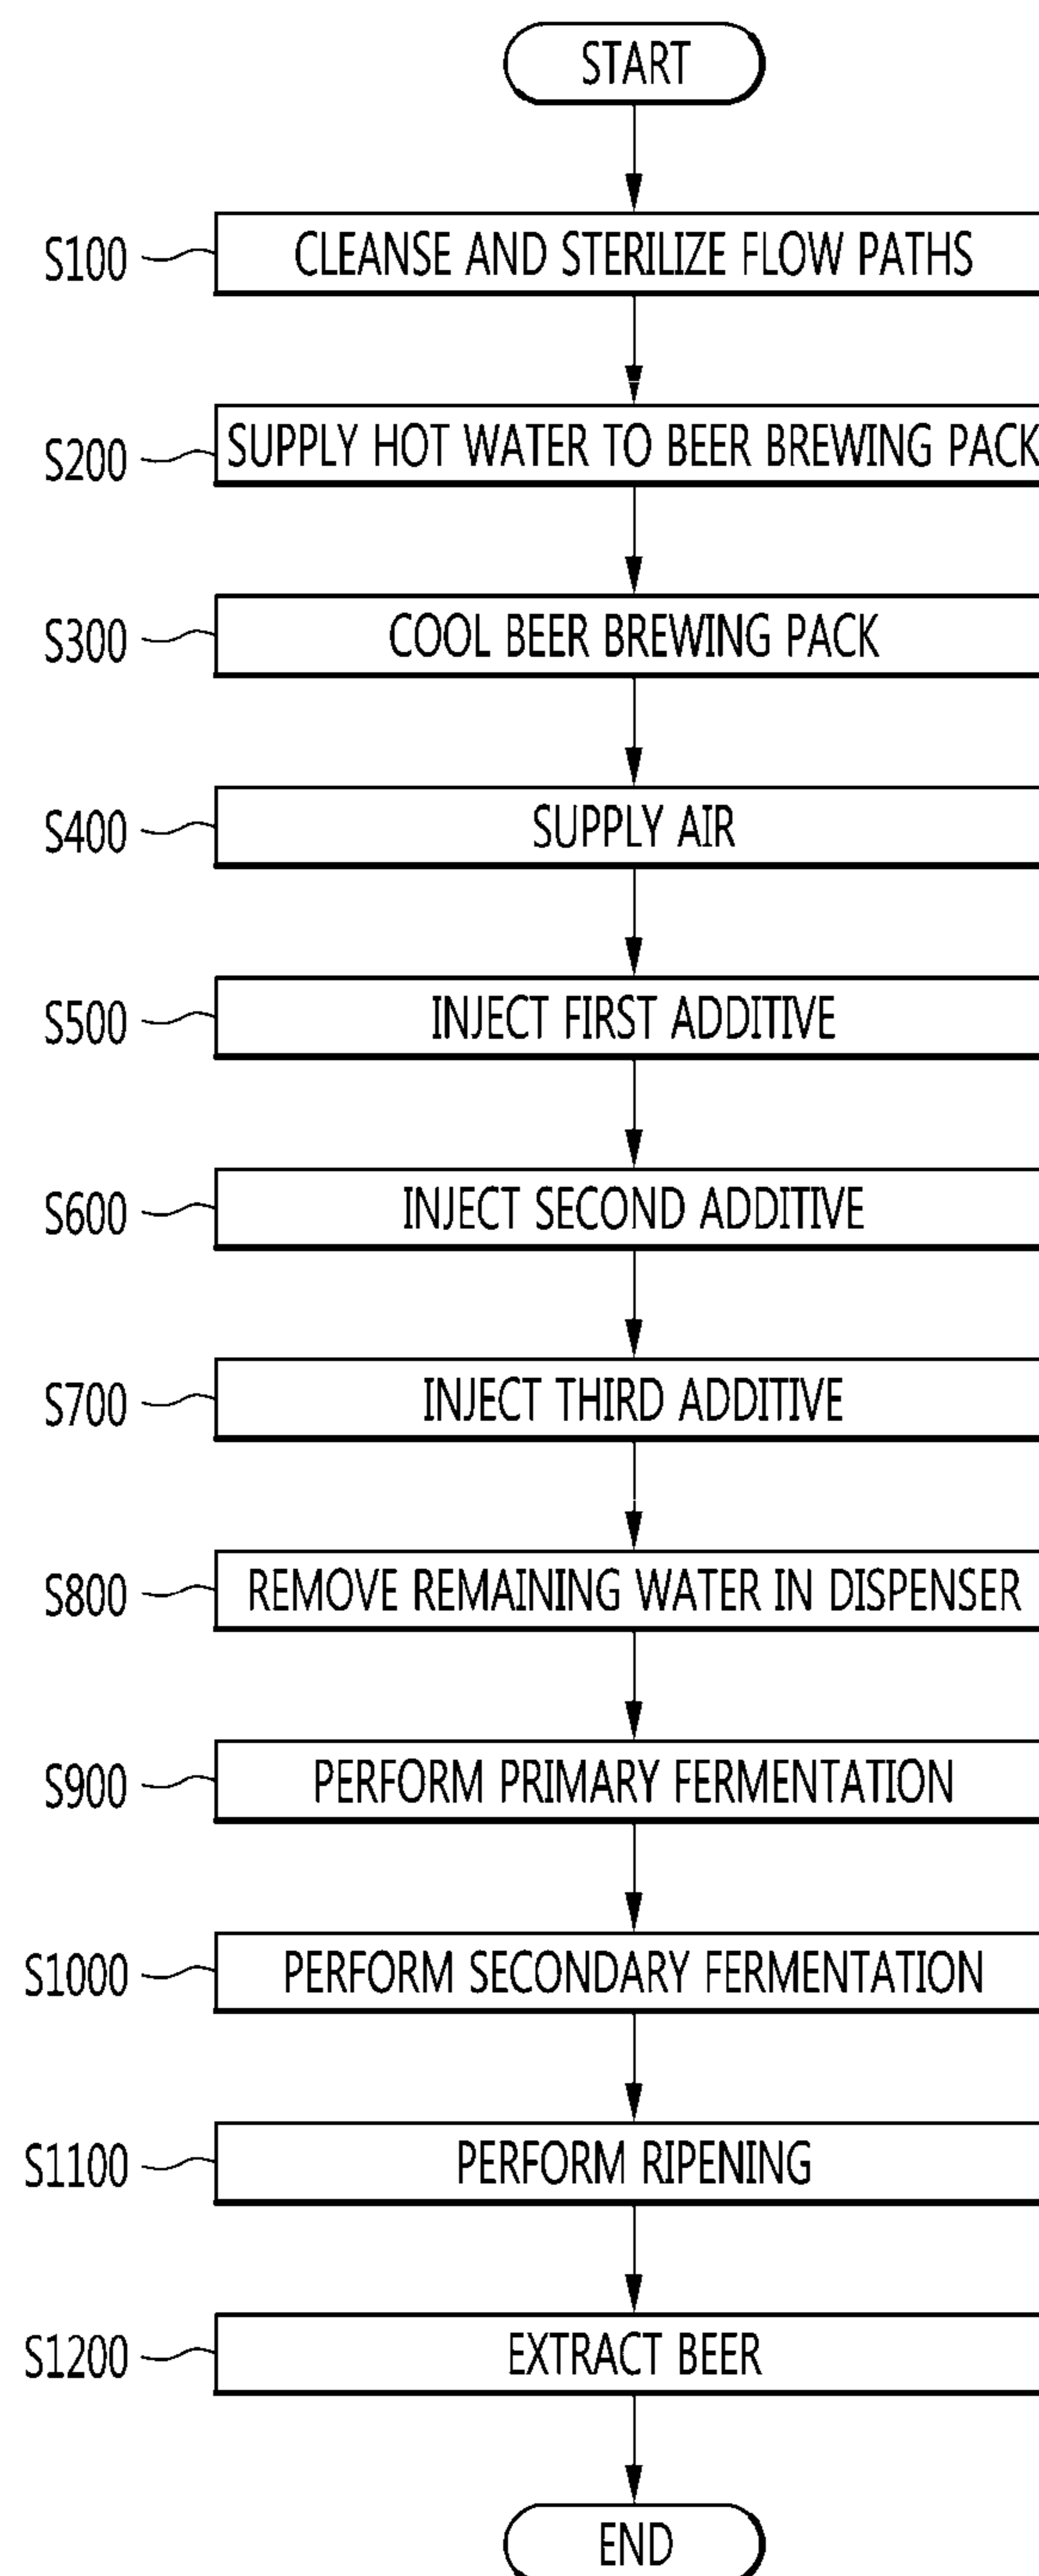 START
S100 CLEANSE AND STERILIZE FLOW PATHS
S200 SUPPLY HOT WATER TO BEER BREWING PACK
S300 COOL BEER BREWING PACK
S400 SUPPLY AIR
S500 INJECT FIRST ADDITIVE
S600 INJECT SECOND ADDITIVE
S700 INJECT THIRD ADDITIVE
S800 REMOVE REMAINING WATER IN DISPENSER
S900 PERFORM PRIMARY FERMENTATION
S1000 PERFORM SECONDARY FERMENTATION
S1100 PERFORM RIPENING
S1200 EXTRACT BEER
END